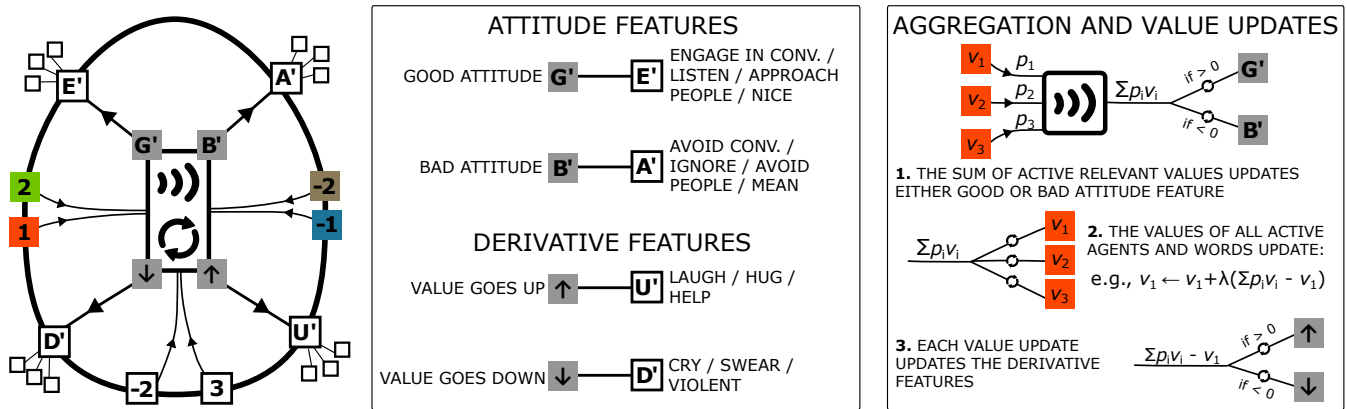 E'
A'
G'
B'
2
1
-2
-1
↓
↑
D'
U'
-2
3
ATTITUDE FEATURES
GOOD ATTITUDE G' E' ENGAGE IN CONV. /
LISTEN / APPROACH
PEOPLE / NICE
BAD ATTITUDE B' A' AVOID CONV. /
IGNORE / AVOID
PEOPLE / MEAN
DERIVATIVE FEATURES
VALUE GOES UP ↑ U' LAUGH / HUG /
HELP
VALUE GOES DOWN ↓ D' CRY / SWEAR /
VIOLENT
AGGREGATION AND VALUE UPDATES
v₁ p₁
v₂ p₂
v₃ p₃
Σpᵢvᵢ
if > 0 G'
if < 0 B'
1. THE SUM OF ACTIVE RELEVANT VALUES UPDATES
EITHER GOOD OR BAD ATTITUDE FEATURE
Σpᵢvᵢ
v₁
v₂
v₃
2. THE VALUES OF ALL ACTIVE
AGENTS AND WORDS UPDATE:
e.g., v₁ ← v₁+λ(Σpᵢvᵢ - v₁)
3. EACH VALUE UPDATE
UPDATES THE DERIVATIVE
FEATURES
Σpᵢvᵢ - v₁
if > 0 ↑
if < 0 ↓